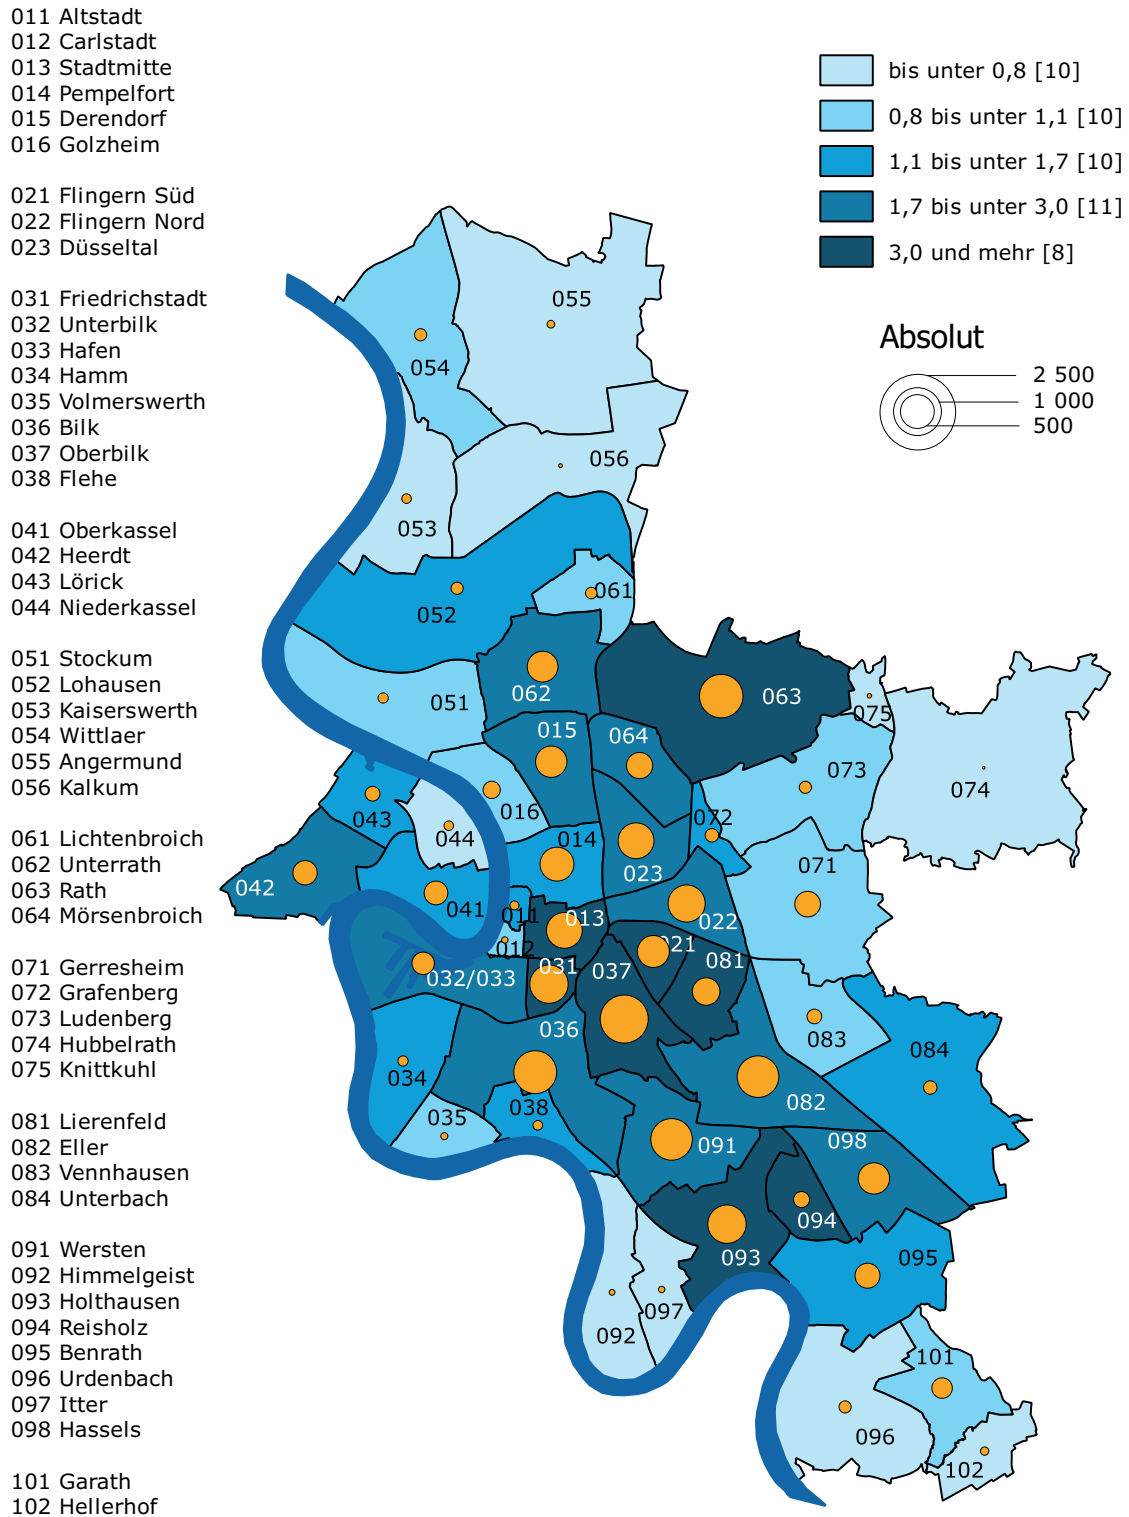 011 Altstadt
012 Carlstadt
013 Stadtmitte
014 Pempelfort
015 Derendorf
016 Golzheim
021 Flingern Süd
022 Flingern Nord
023 Düsseltal
031 Friedrichstadt
032 Unterbilk
033 Hafen
034 Hamm
035 Volmerswerth
036 Bilk
037 Oberbilk
038 Flehe
041 Oberkassel
042 Heerdt
043 Lörick
044 Niederkassel
051 Stockum
052 Lohausen
053 Kaiserswerth
054 Wittlaer
055 Angermund
056 Kalkum
061 Lichtenbroich
062 Unterrath
063 Rath
064 Mörsenbroich
071 Gerresheim
072 Grafenberg
073 Ludenberg
074 Hubbelrath
075 Knittkuhl
081 Lierenfeld
082 Eller
083 Vennhausen
084 Unterbach
091 Wersten
092 Himmelgeist
093 Holthausen
094 Reisholz
095 Benrath
096 Urdenbach
097 Itter
098 Hassels
101 Garath
102 Hellerhof
bis unter 0,8 [10]
0,8 bis unter 1,1 [10]
1,1 bis unter 1,7 [10]
1,7 bis unter 3,0 [11]
3,0 und mehr [8]
Absolut
2 500
1 000
500
055
054
056
053
061
052
062
063
051
075
015
064
073
074
016
043
072
044
014
071
023
042
041
011
013
022
012
021
081
031
037
032/033
036
083
084
034
038
035
082
091
098
094
093
095
097
092
101
096
102